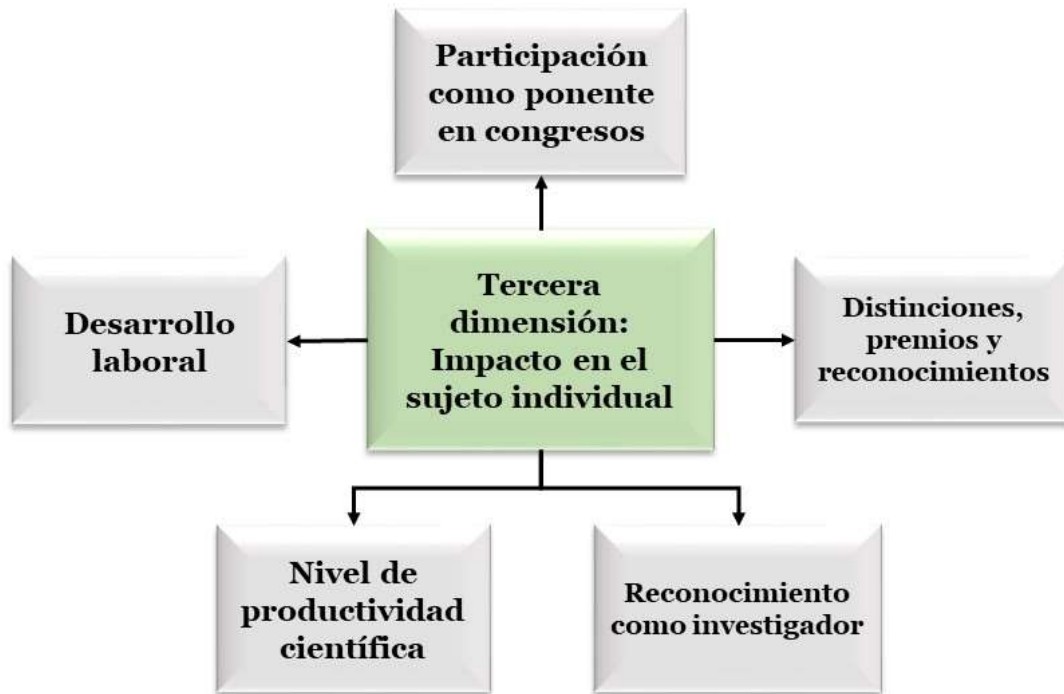 Participación
como ponente
en congresos
Desarrollo
laboral
Tercera
dimensión:
Impacto en el
sujeto individual
Distinciones,
premios y
reconocimientos
Nivel de
productividad
científica
Reconocimiento
como investigador